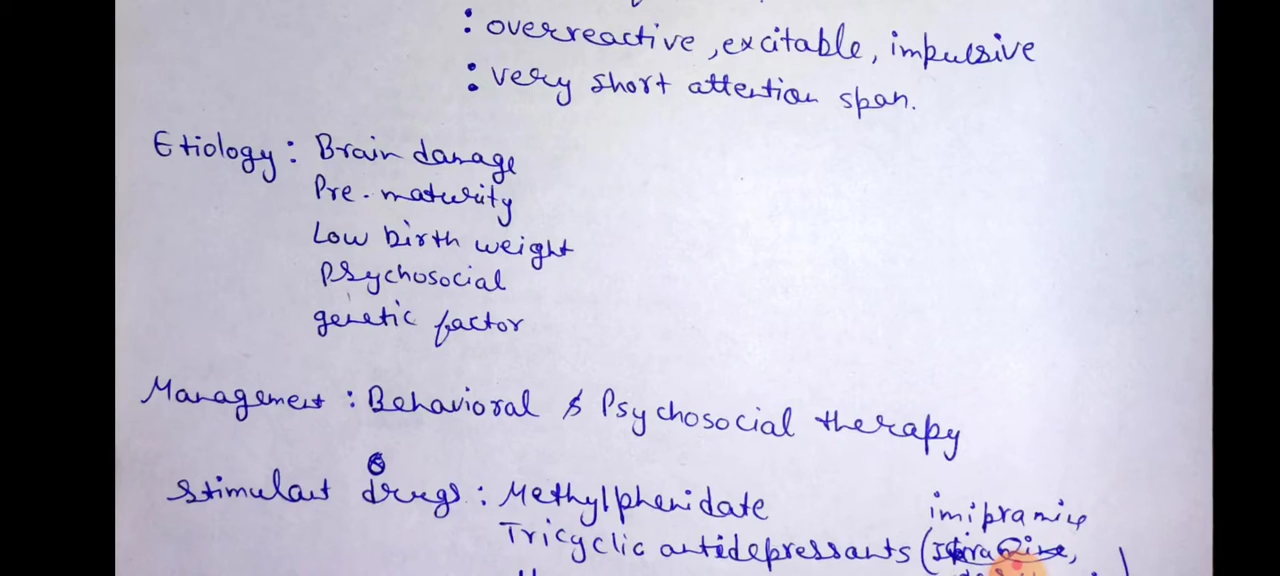 : overreactive, excitable, impulsive
: very short attention span.
Etiology : Brain damage
Pre-maturity
Low birth weight
Psychosocial
genetic factor
Management : Behavioral & Psychosocial therapy
Stimulant drugs : Methylphenidate
imipramine
Tricyclic antidepressants (